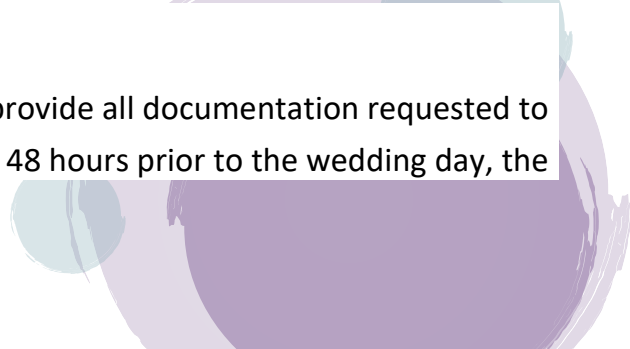 provide all documentation requested to
48 hours prior to the wedding day, the